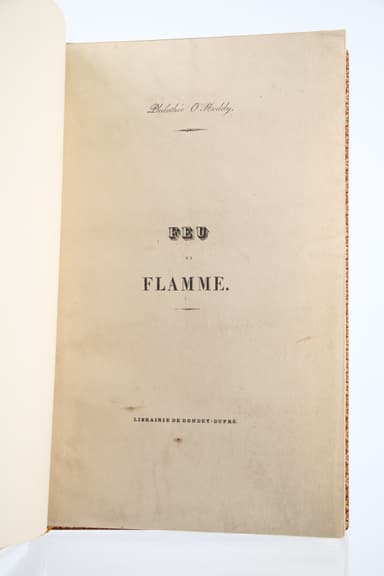 Philothée O'Neddy.
FEU
ET
FLAMME.
LIBRAIRIE DE DONDEY-DUPRÉ.